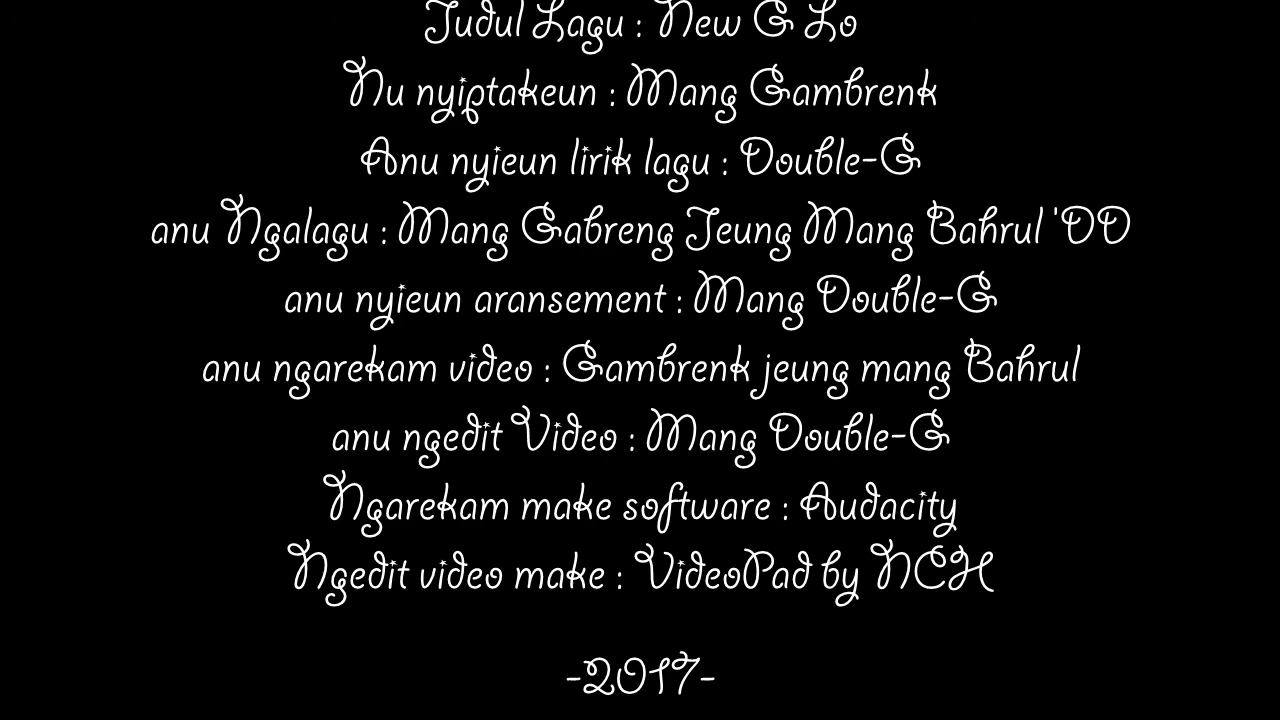 Judul Lagu : New G Lo
Nu nyiptakeun : Mang Gambrenk
Anu nyieun lirik lagu : Double-G
anu Ngalagu : Mang Gabreng Jeung Mang Bahrul 'DD
anu nyieun aransement : Mang Double-G
anu ngarekam video : Gambrenk jeung mang Bahrul
anu ngedit Video : Mang Double-G
Ngarekam make software : Audacity
Ngedit video make : VideoPad by NCH
-2017-